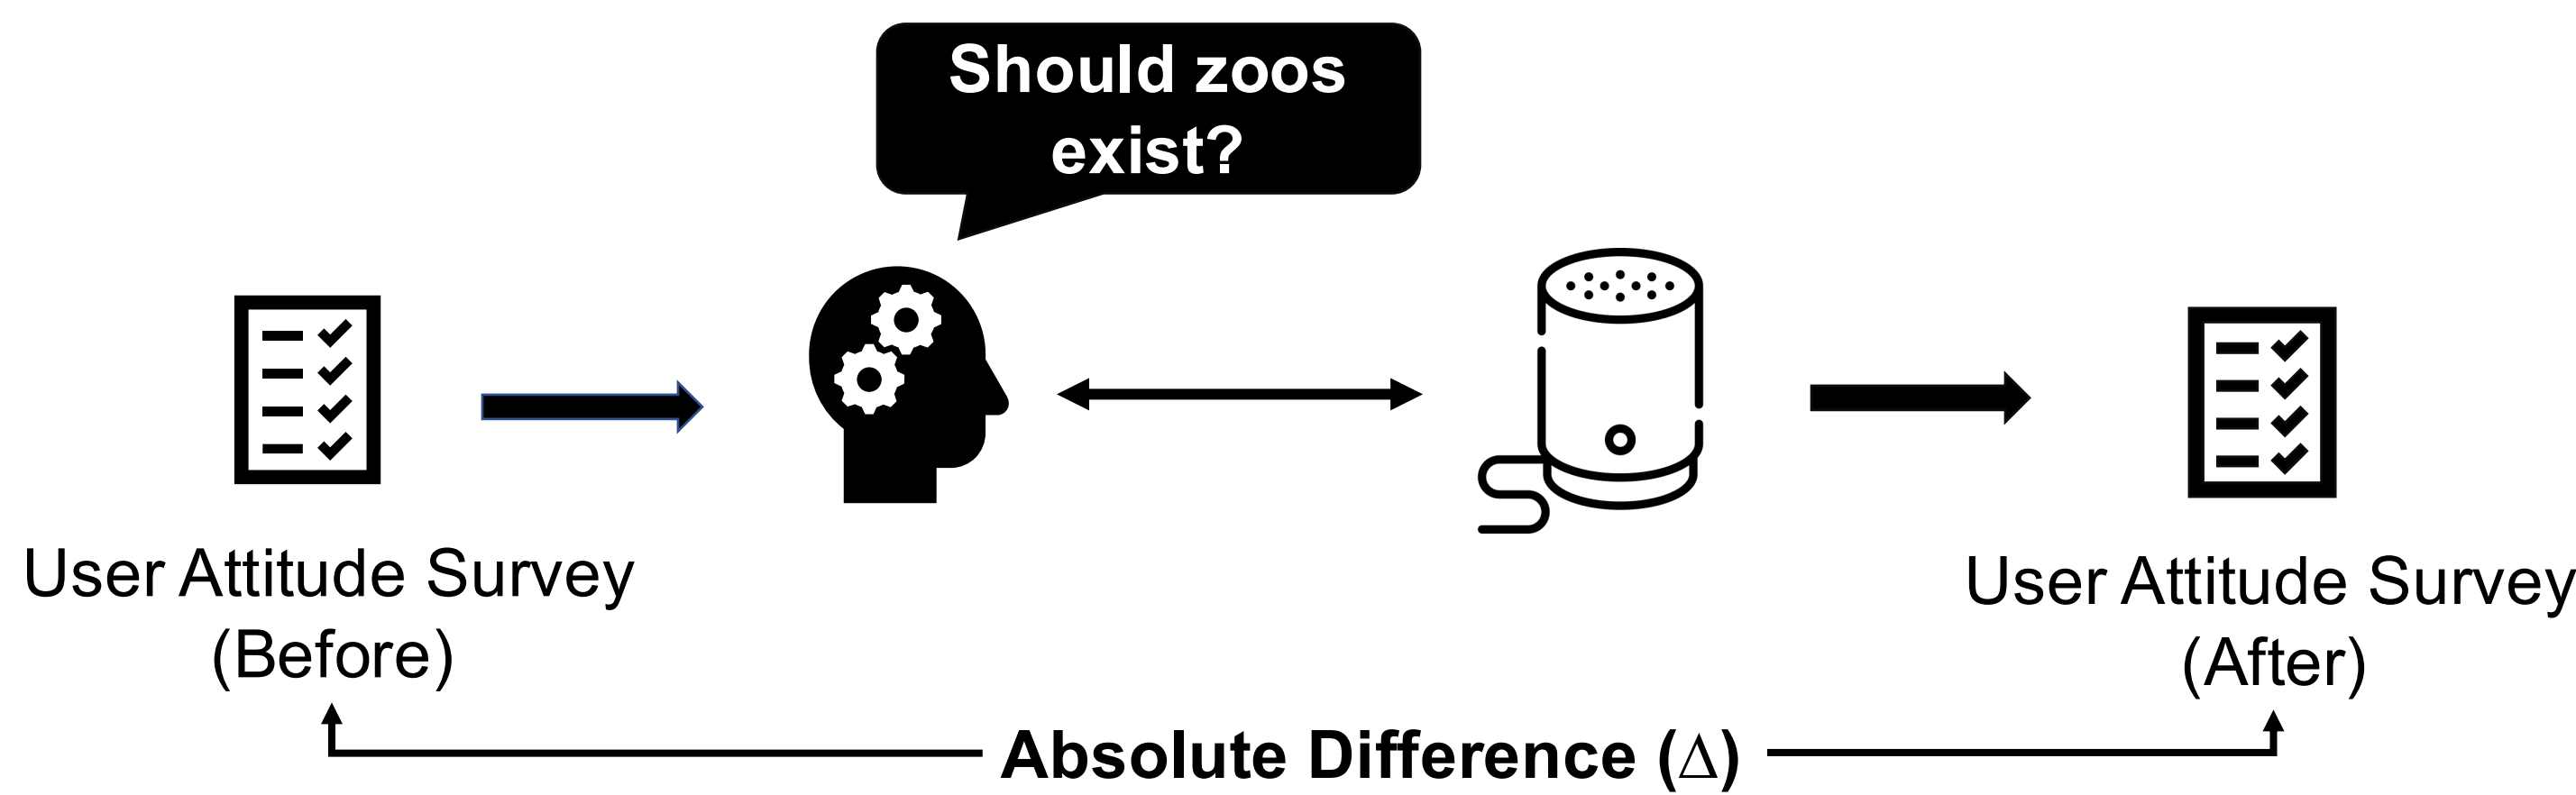 Should zoos
exist?
User Attitude Survey
(Before)
User Attitude Survey
(After)
Absolute Difference (Δ)